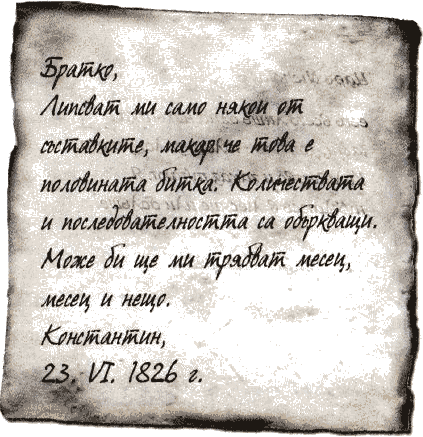 Братко,
Липсват ми само някои от
съставките, макар че това е
половината битка. Количествата
и последователността са объркващи.
Може би ще ми трябват месец,
месец и нещо.
Константин,
23. VI. 1826 г.